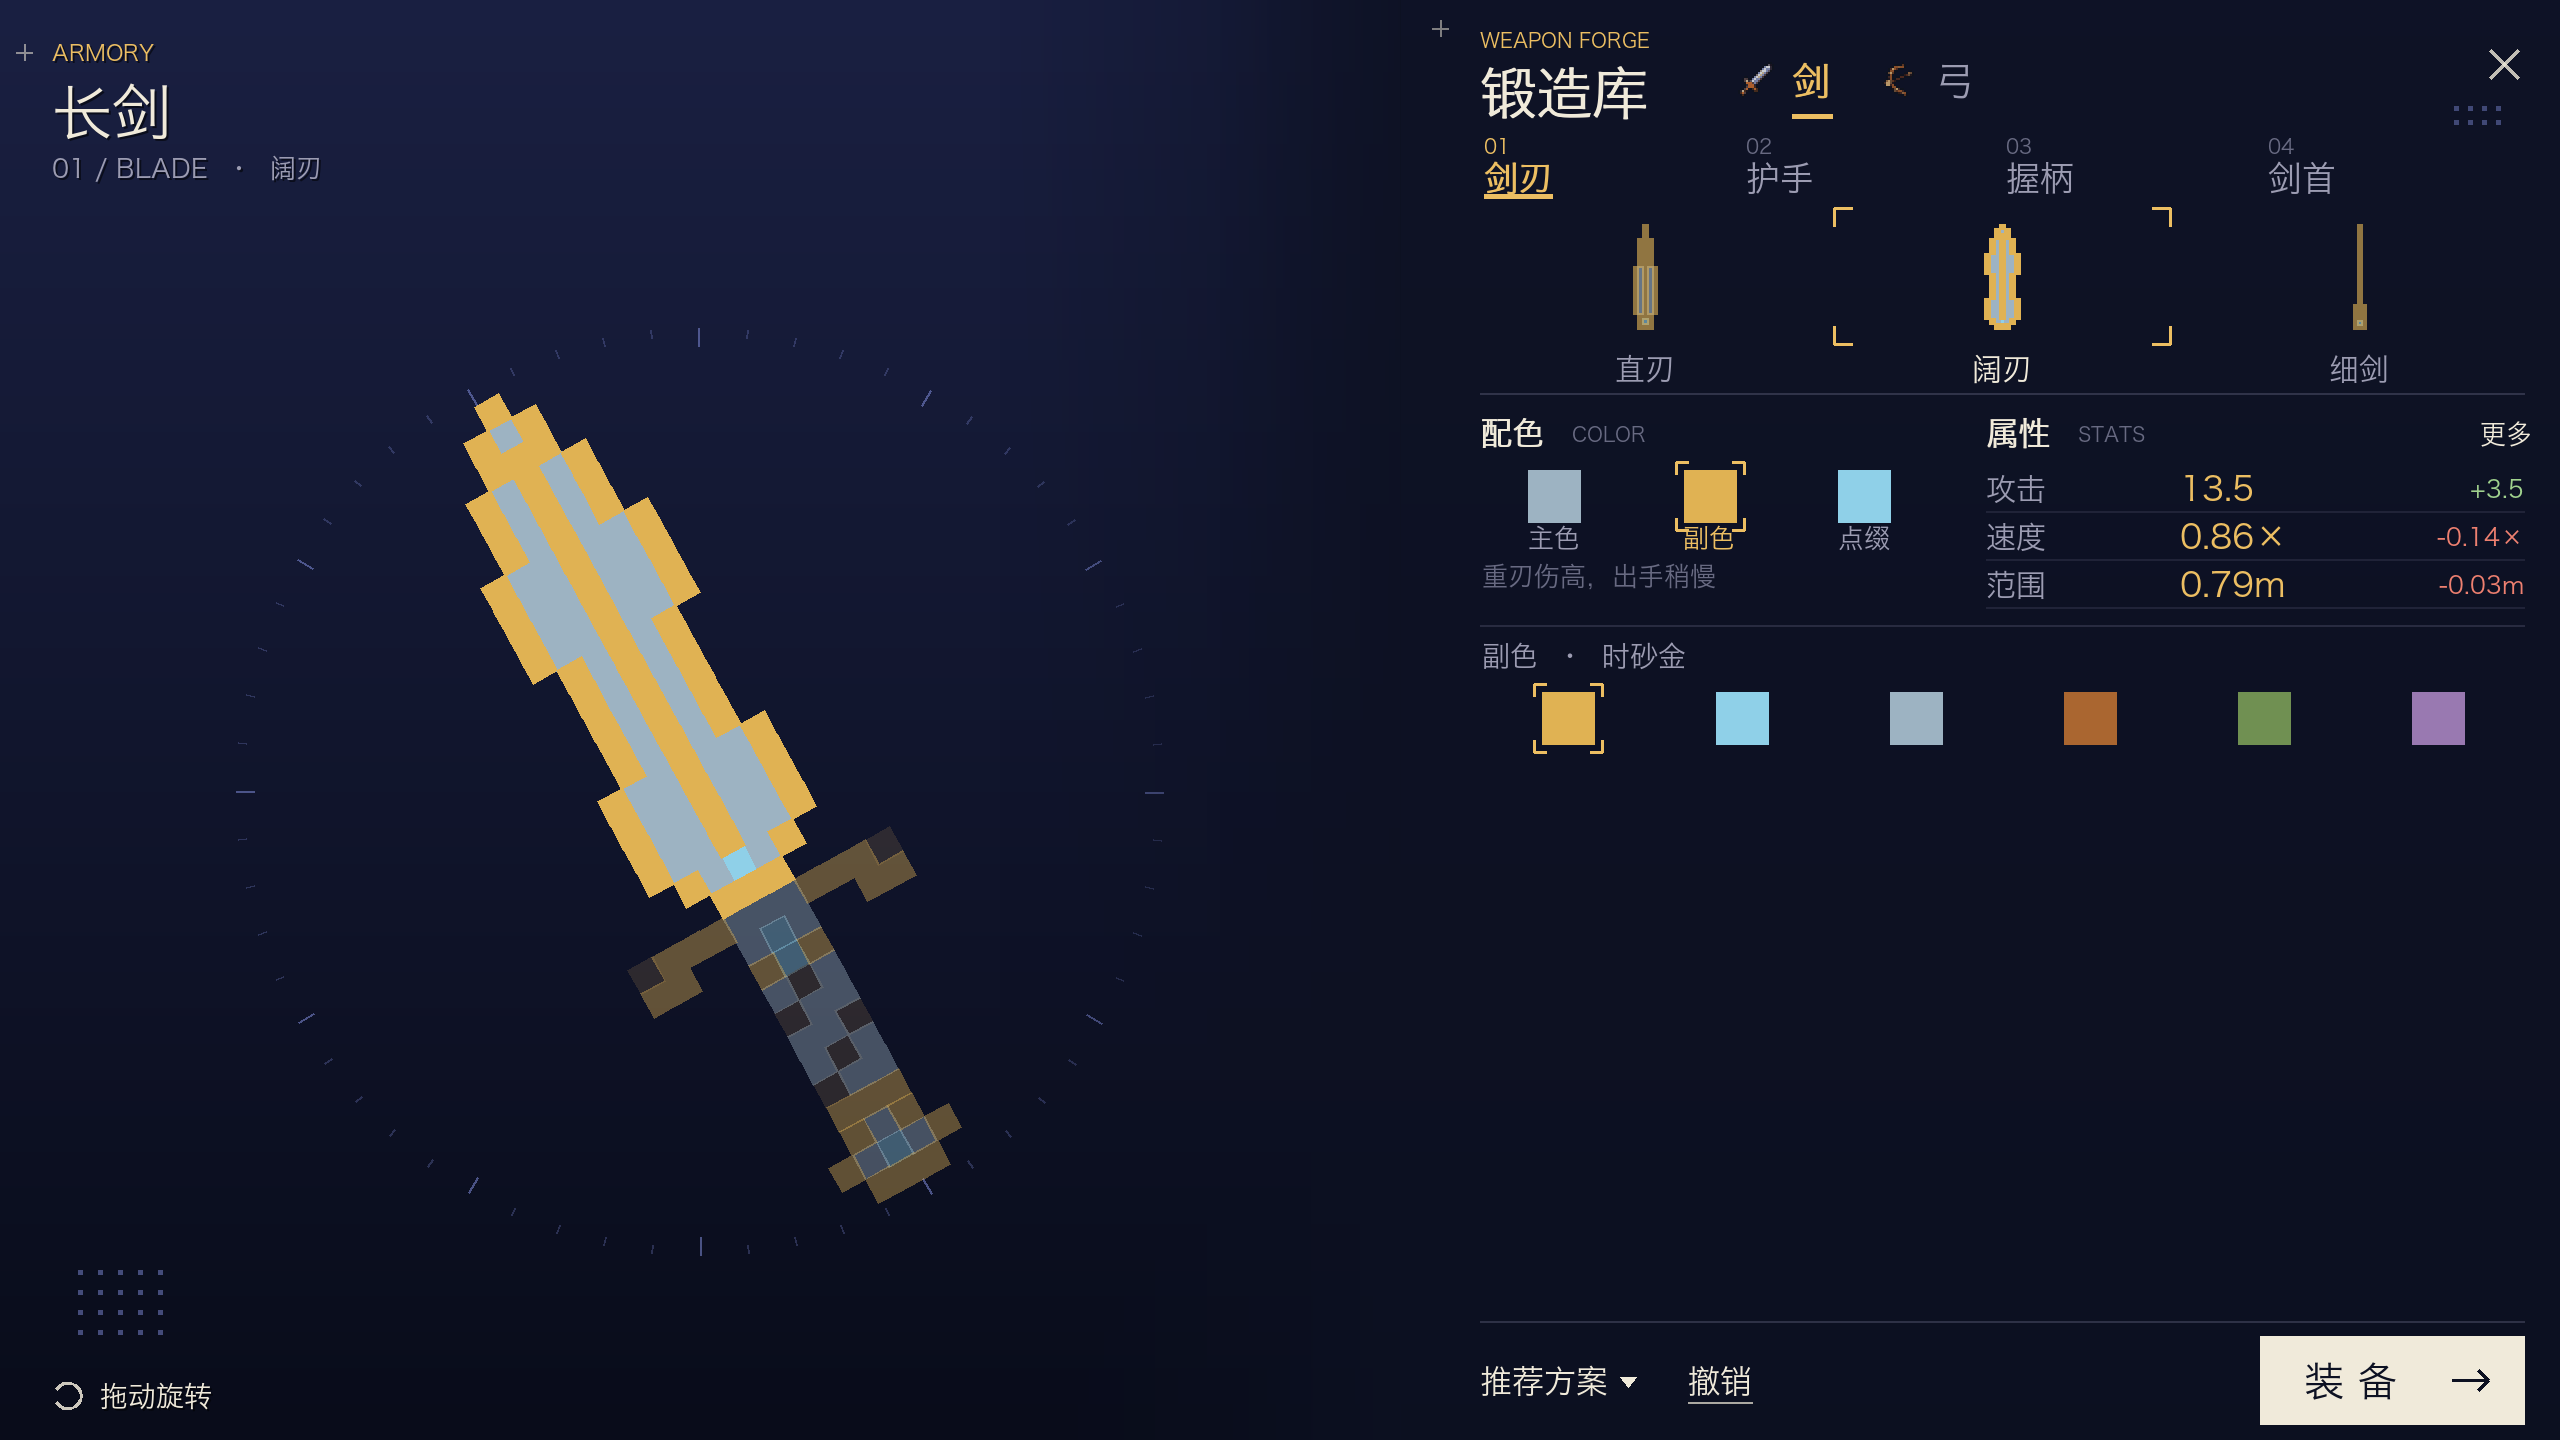 ARMORY
长剑
01 / BLADE · 阔刃
拖动旋转
WEAPON FORGE
锻造库
剑
弓
01
剑刃
02
护手
03
握柄
04
剑首
直刃
阔刃
细剑
配色 COLOR
主色
副色
点缀
重刃伤高，出手稍慢
属性 STATS
更多
攻击 13.5 +3.5
速度 0.86× -0.14×
范围 0.79m -0.03m
副色 · 时砂金
推荐方案
撤销
装备 →